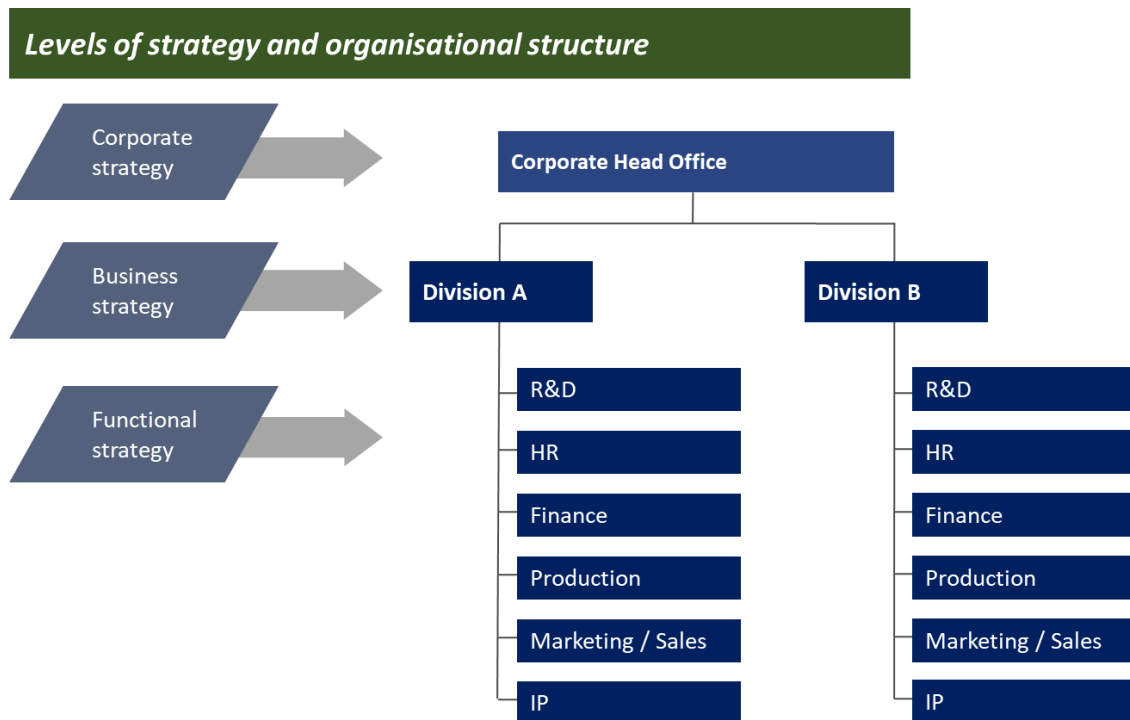 Levels of strategy and organisational structure
Corporate
strategy
Corporate Head Office
Business
strategy
Division A
Division B
Functional
strategy
R&D
HR
Finance
Production
Marketing / Sales
IP
R&D
HR
Finance
Production
Marketing / Sales
IP